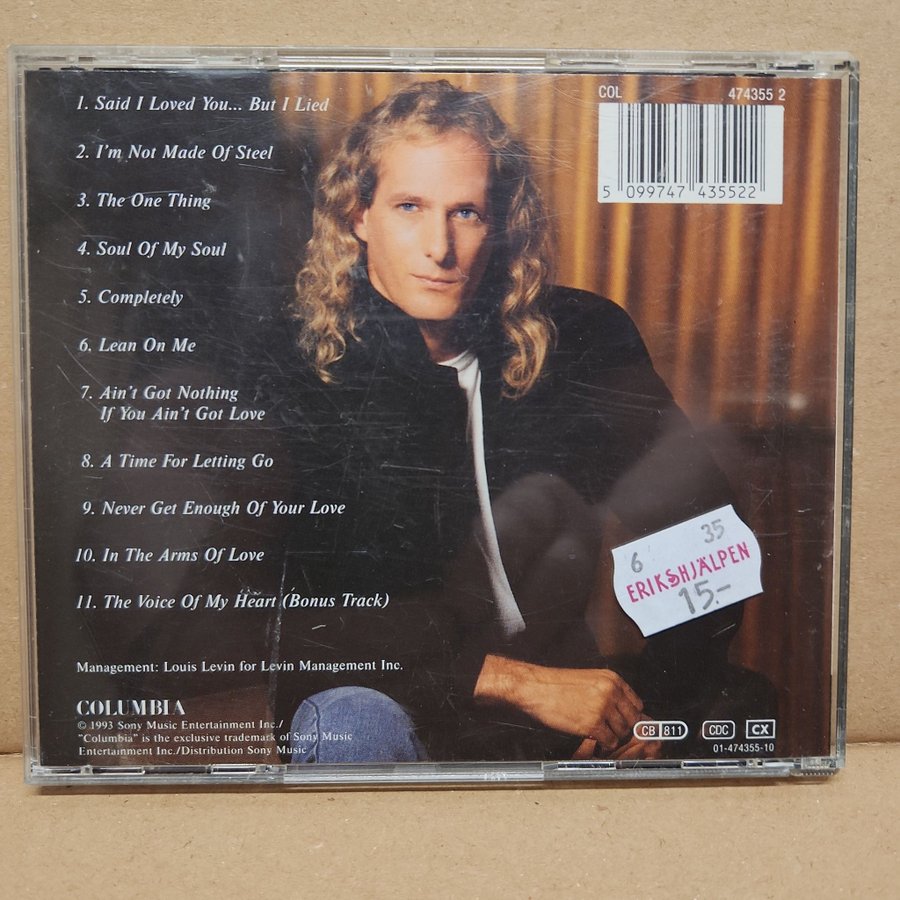 1. Said I Loved You... But I Lied
2. I'm Not Made Of Steel
3. The One Thing
4. Soul Of My Soul
5. Completely
6. Lean On Me
7. Ain't Got Nothing
If You Ain't Got Love
8. A Time For Letting Go
9. Never Get Enough Of Your Love
10. In The Arms Of Love
11. The Voice Of My Heart (Bonus Track)
Management: Louis Levin for Levin Management Inc.
COLUMBIA
© 1993 Sony Music Entertainment Inc./
"Columbia" is the exclusive trademark of Sony Music
Entertainment Inc./Distribution Sony Music
COL 474355 2
5 099747 435522
6 35
ERIKSHJÄLPEN
15.-
CB 811 CDC CX
01-474355-10